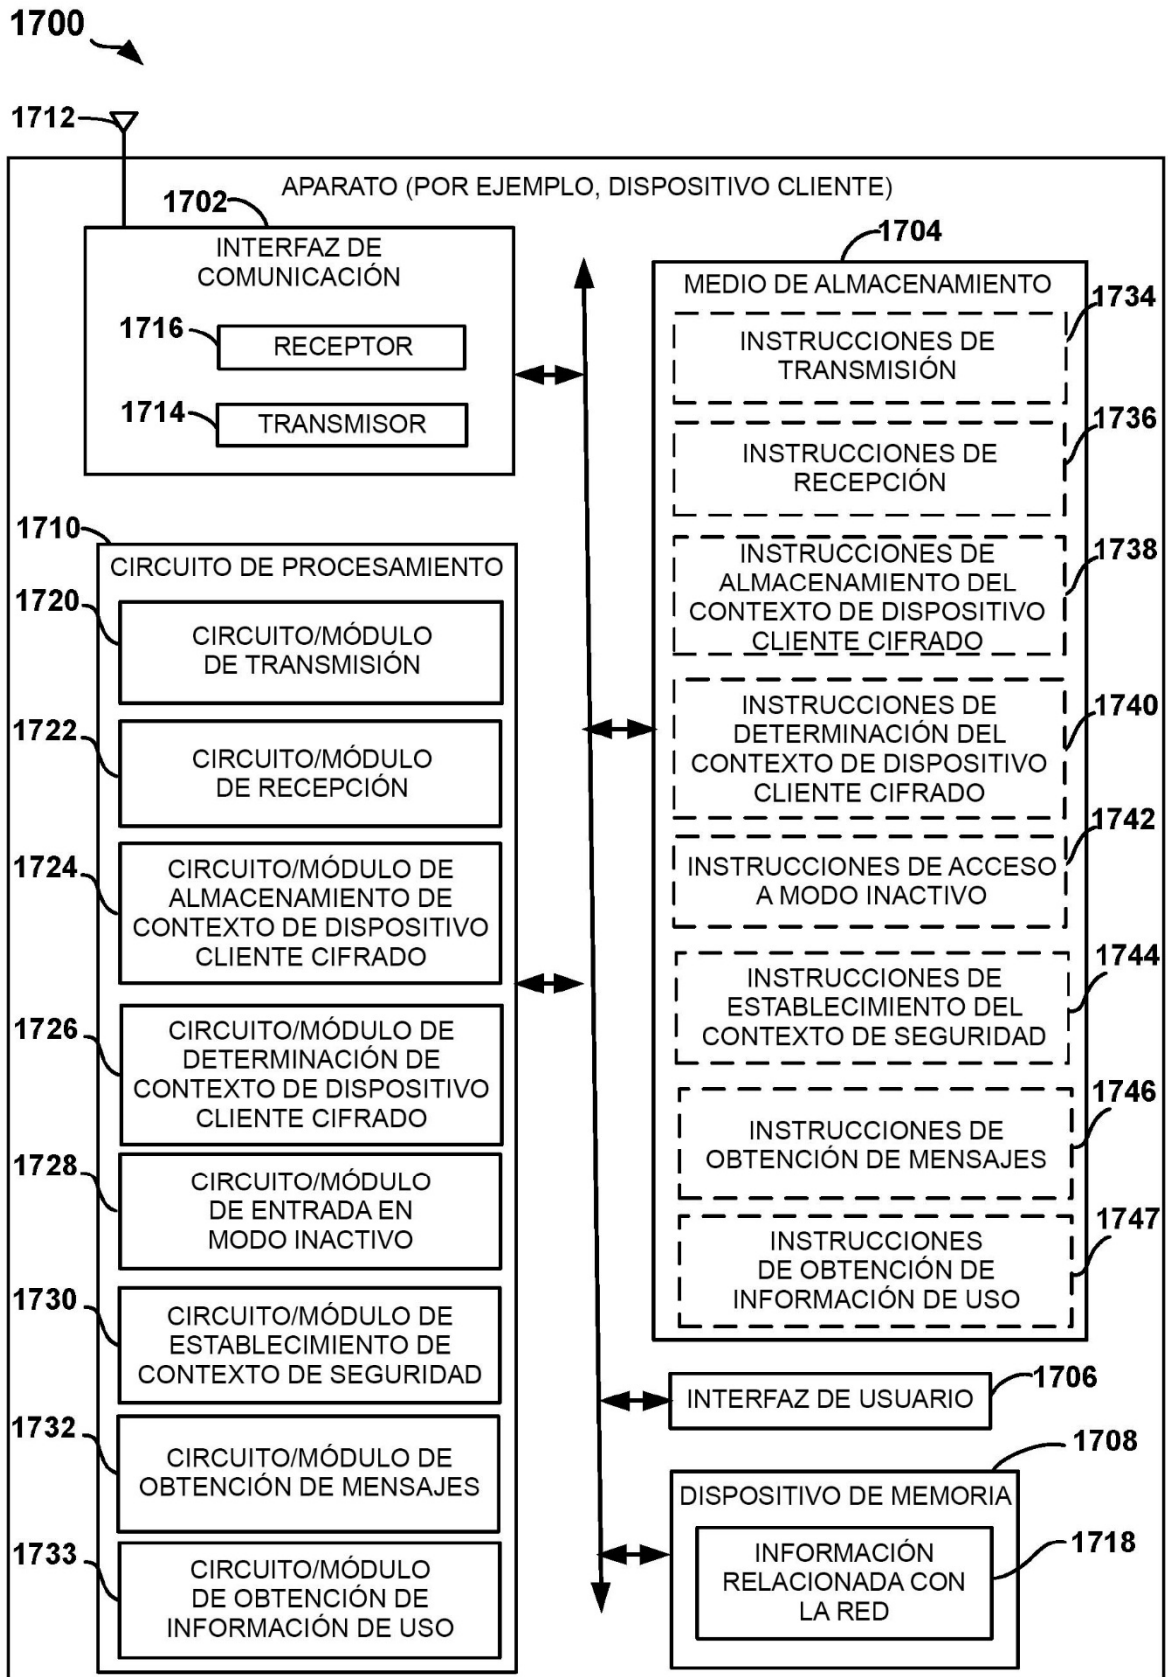 1700
1712
APARATO (POR EJEMPLO, DISPOSITIVO CLIENTE)
1702
INTERFAZ DE
COMUNICACIÓN
1716
RECEPTOR
1714
TRANSMISOR
1710
CIRCUITO DE PROCESAMIENTO
1720
CIRCUITO/MÓDULO
DE TRANSMISIÓN
1722
CIRCUITO/MÓDULO
DE RECEPCIÓN
1724
CIRCUITO/MÓDULO DE
ALMACENAMIENTO DE
CONTEXTO DE DISPOSITIVO
CLIENTE CIFRADO
1726
CIRCUITO/MÓDULO DE
DETERMINACIÓN DE
CONTEXTO DE DISPOSITIVO
CLIENTE CIFRADO
1728
CIRCUITO/MÓDULO
DE ENTRADA EN
MODO INACTIVO
1730
CIRCUITO/MÓDULO DE
ESTABLECIMIENTO DE
CONTEXTO DE SEGURIDAD
1732
CIRCUITO/MÓDULO DE
OBTENCIÓN DE MENSAJES
1733
CIRCUITO/MÓDULO
DE OBTENCIÓN DE
INFORMACIÓN DE USO
1704
MEDIO DE ALMACENAMIENTO
1734
INSTRUCCIONES DE
TRANSMISIÓN
1736
INSTRUCCIONES DE
RECEPCIÓN
1738
INSTRUCCIONES DE
ALMACENAMIENTO DEL
CONTEXTO DE DISPOSITIVO
CLIENTE CIFRADO
1740
INSTRUCCIONES DE
DETERMINACIÓN DEL
CONTEXTO DE DISPOSITIVO
CLIENTE CIFRADO
1742
INSTRUCCIONES DE ACCESO
A MODO INACTIVO
1744
INSTRUCCIONES DE
ESTABLECIMIENTO DEL
CONTEXTO DE SEGURIDAD
1746
INSTRUCCIONES DE
OBTENCIÓN DE MENSAJES
1747
INSTRUCCIONES
DE OBTENCIÓN DE
INFORMACIÓN DE USO
1706
INTERFAZ DE USUARIO
1708
DISPOSITIVO DE MEMORIA
1718
INFORMACIÓN
RELACIONADA CON
LA RED